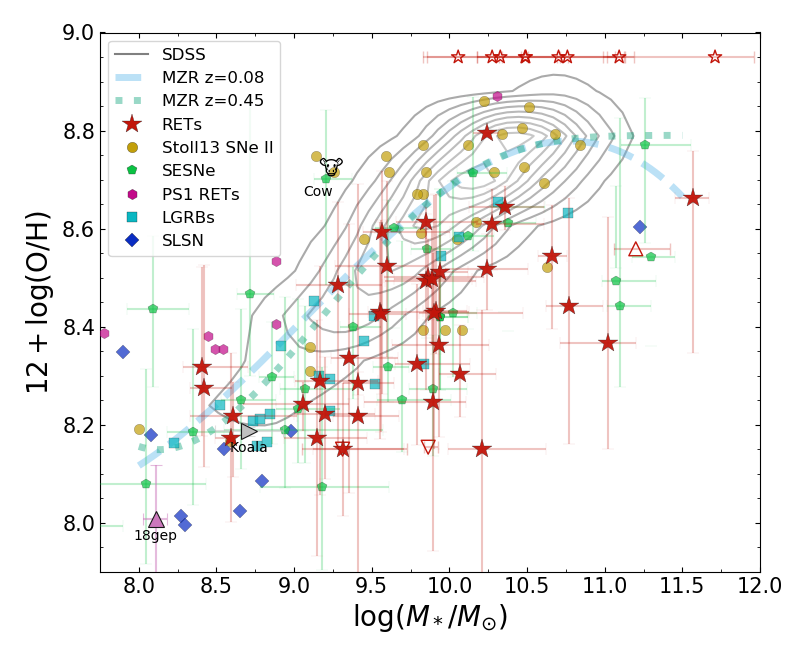 9.0
8.8
8.6
8.4
8.2
8.0
12 + log(O/H)
SDSS
MZR z=0.08
MZR z=0.45
RETs
Stoll13 SNe II
SESNe
PS1 RETs
LGRBs
SLSN
Cow
Koala
18gep
8.0 8.5 9.0 9.5 10.0 10.5 11.0 11.5 12.0
log(M*/M⊙)